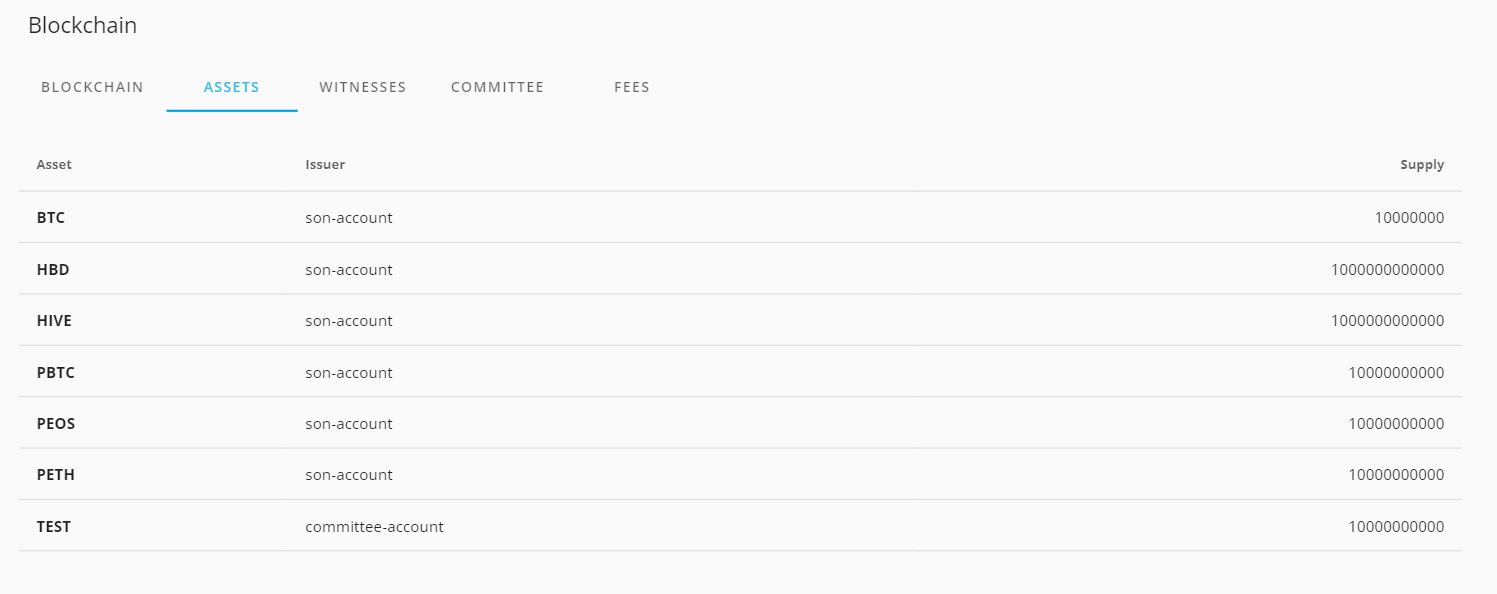 Blockchain
BLOCKCHAIN ASSETS WITNESSES COMMITTEE FEES
Asset Issuer Supply
BTC son-account 10000000
HBD son-account 1000000000000
HIVE son-account 1000000000000
PBTC son-account 10000000000
PEOS son-account 10000000000
PETH son-account 10000000000
TEST committee-account 10000000000